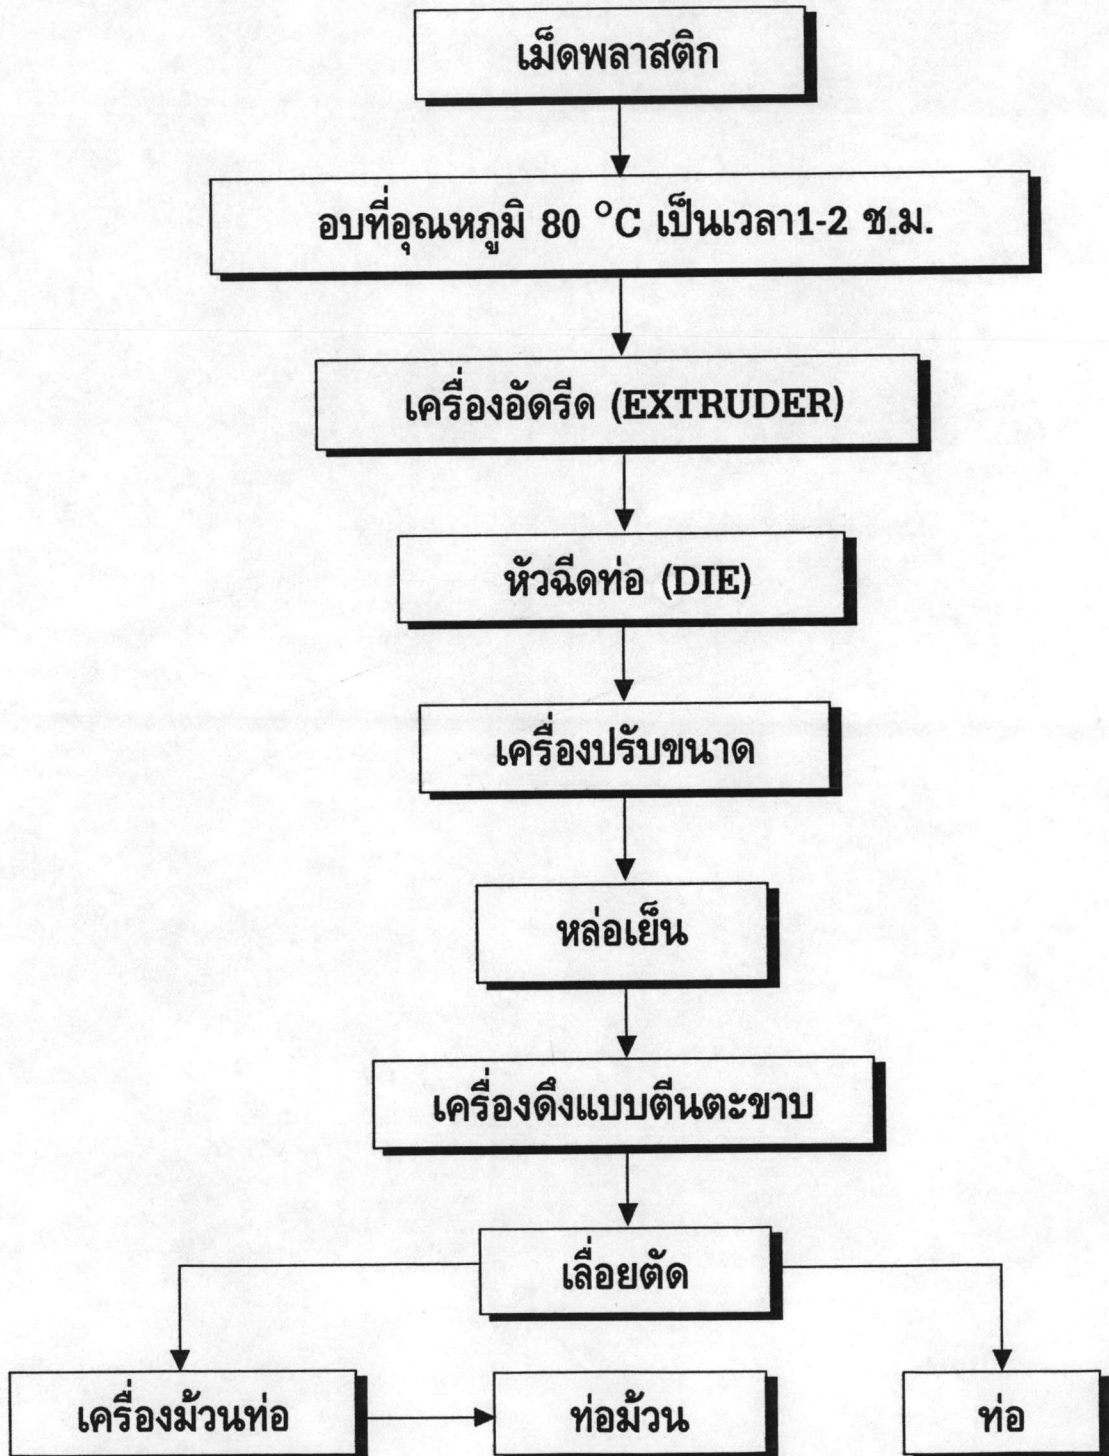 เม็ดพลาสติก
อบที่อุณหภูมิ 80 °C เป็นเวลา1-2 ช.ม.
เครื่องอัดรีด (EXTRUDER)
หัวฉีดท่อ (DIE)
เครื่องปรับขนาด
หล่อเย็น
เครื่องดึงแบบตีนตะขาบ
เลื่อยตัด
เครื่องม้วนท่อ
ท่อม้วน
ท่อ